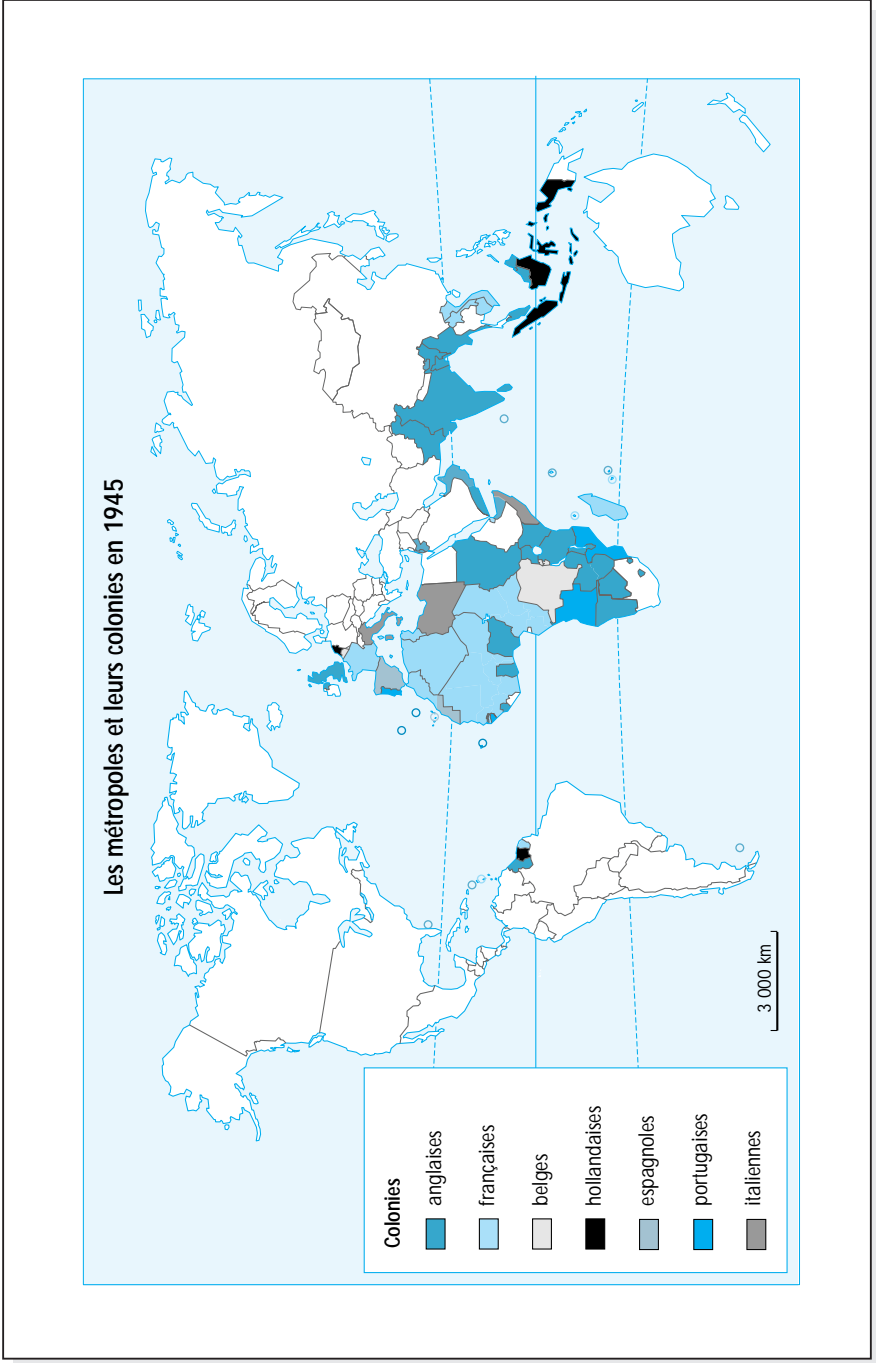 Les métropoles et leurs colonies en 1945
Colonies
anglaises
françaises
belges
hollandaises
espagnoles
portugaises
italiennes
3 000 km